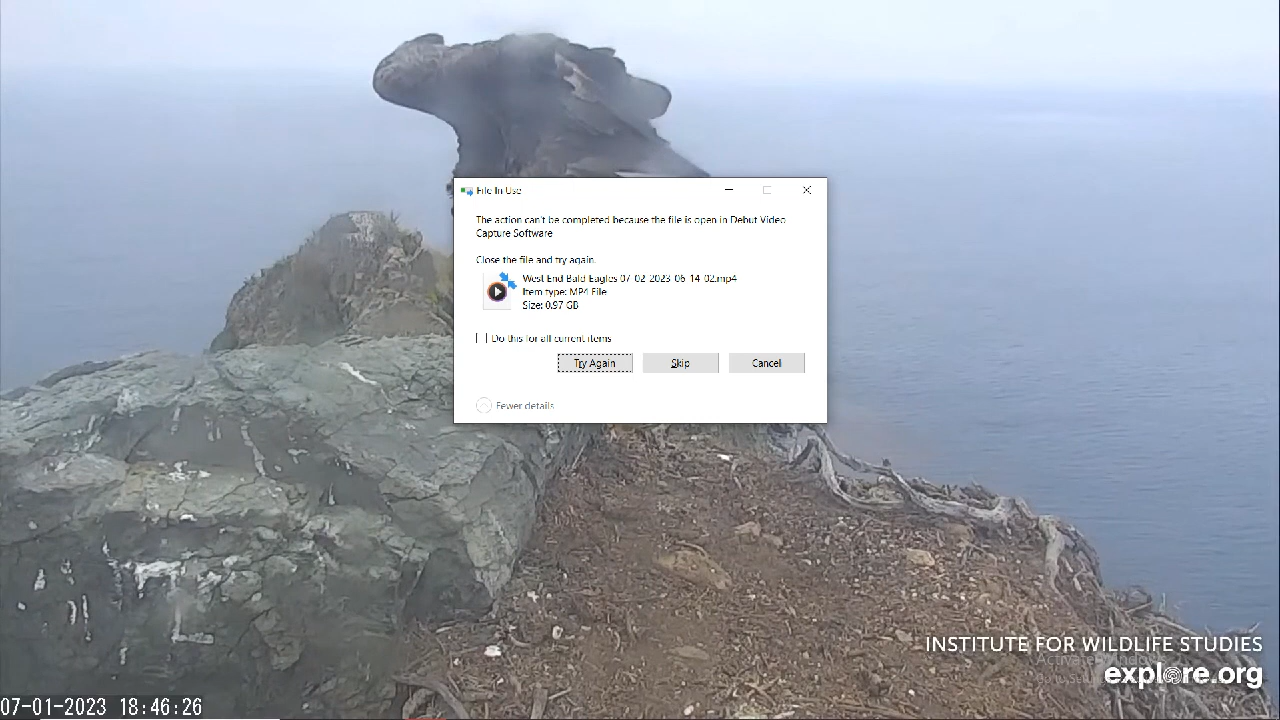 File In Use
The action can't be completed because the file is open in Debut Video
Capture Software
Close the file and try again.
West End Bald Eagles 07-02-2023-06-14-02.mp4
Item type: MP4 File
Size: 0.97 GB
Do this for all current items
Try Again
Skip
Cancel
Fewer details
INSTITUTE FOR WILDLIFE STUDIES
Activate Windows
explore.org
07-01-2023 18:46:26